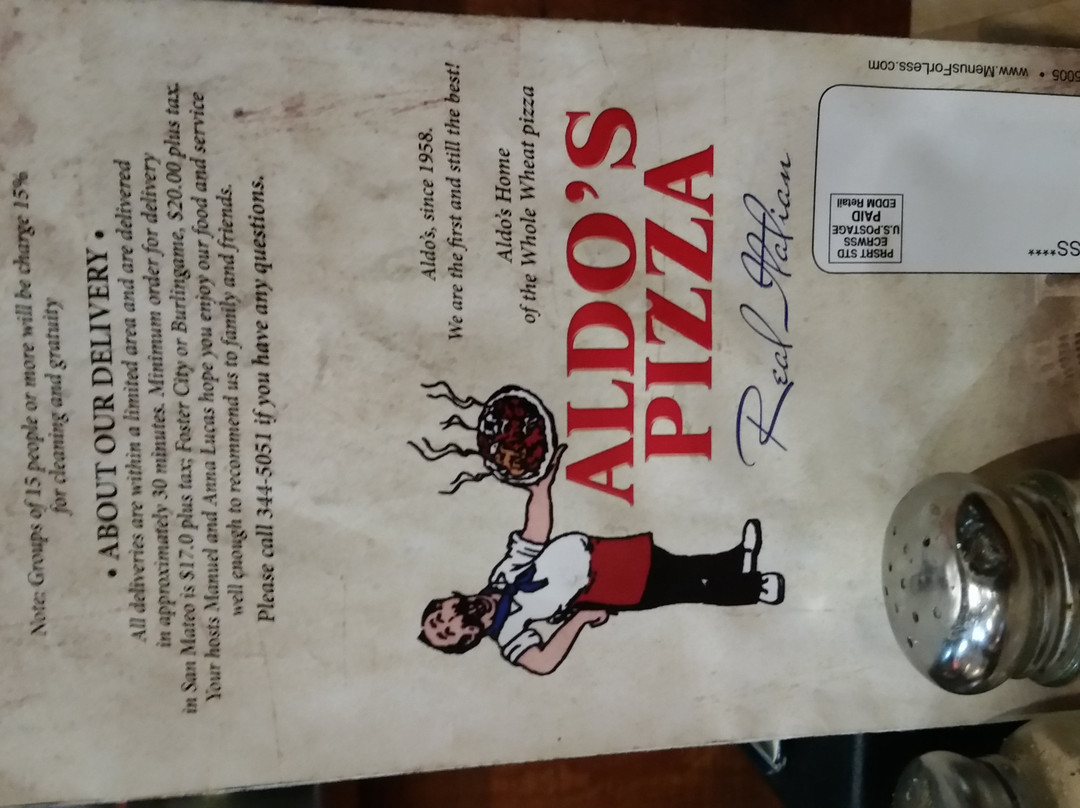 Note: Groups of 15 people or more will be charge 15%
for cleaning and gratuity
• ABOUT OUR DELIVERY •
All deliveries are within a limited area and are delivered
in approximately 30 minutes. Minimum order for delivery
in San Mateo is $17.0 plus tax; Foster City or Burlingame, $20.00 plus tax.
Your hosts Manuel and Anna Lucas hope you enjoy our food and service
well enough to recommend us to family and friends.
Please call 344-5051 if you have any questions.
Aldo's, since 1958.
We are the first and still the best!
Aldo's Home
of the Whole Wheat pizza
ALDO'S
PIZZA
Real Italian
5005 • www.MenusForLess.com
PRSRT STD
ECRWSS
U.S.POSTAGE
PAID
EDDM Retail
SS****